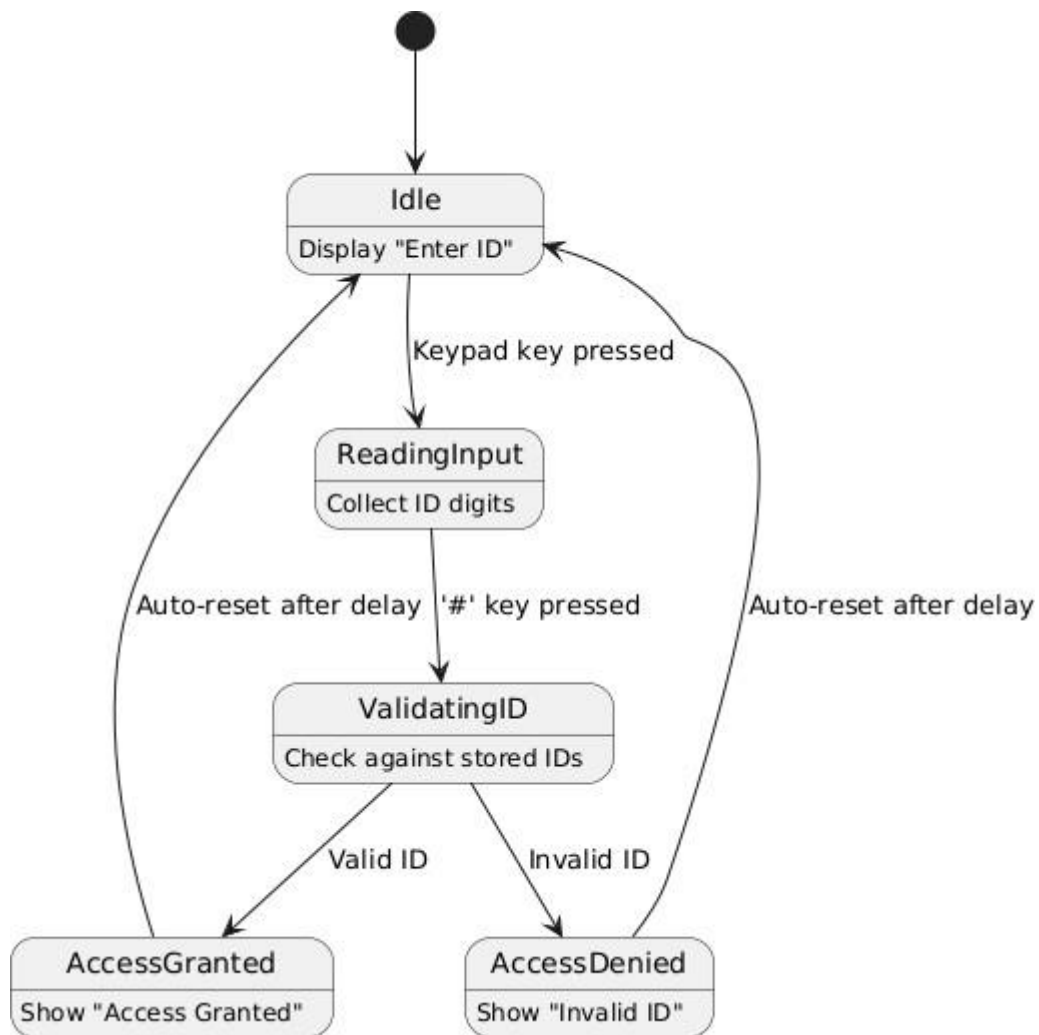 Idle
Display "Enter ID"
Keypad key pressed
ReadingInput
Collect ID digits
Auto-reset after delay
'#' key pressed
Auto-reset after delay
ValidatingID
Check against stored IDs
Valid ID
Invalid ID
AccessGranted
Show "Access Granted"
AccessDenied
Show "Invalid ID"